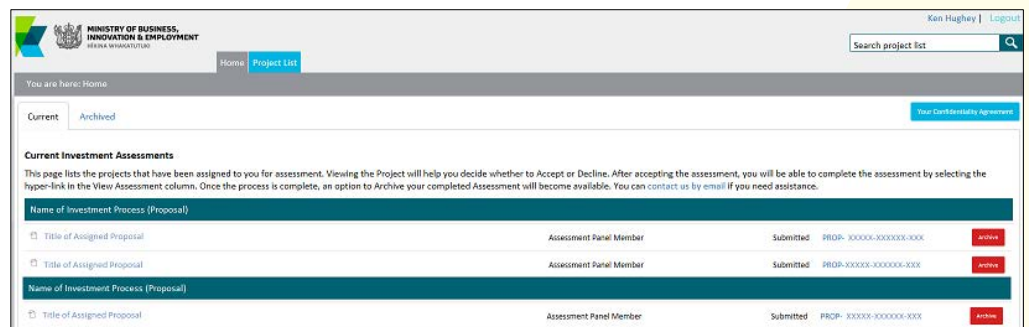 Ken Hughey | Logout
MINISTRY OF BUSINESS,
INNOVATION & EMPLOYMENT
HĪKINA WHAKATUTUKI
Search project list
Home Project List
You are here: Home
Current Archived
Your Confidentiality Agreement
Current Investment Assessments
This page lists the projects that have been assigned to you for assessment. Viewing the Project will help you decide whether to Accept or Decline. After accepting the assessment, you will be able to complete the assessment by selecting the
hyper-link in the View Assessment column. Once the process is complete, an option to Archive your completed Assessment will become available. You can contact us by email if you need assistance.
Name of Investment Process (Proposal)
Title of Assigned Proposal Assessment Panel Member Submitted PROP- XXXXX-XXXXXX-XXX Archive
Title of Assigned Proposal Assessment Panel Member Submitted PROP-XXXXX-XXXXXX-XXX Archive
Name of Investment Process (Proposal)
Title of Assigned Proposal Assessment Panel Member Submitted PROP- XXXXX-XXXXXX-XXX Archive